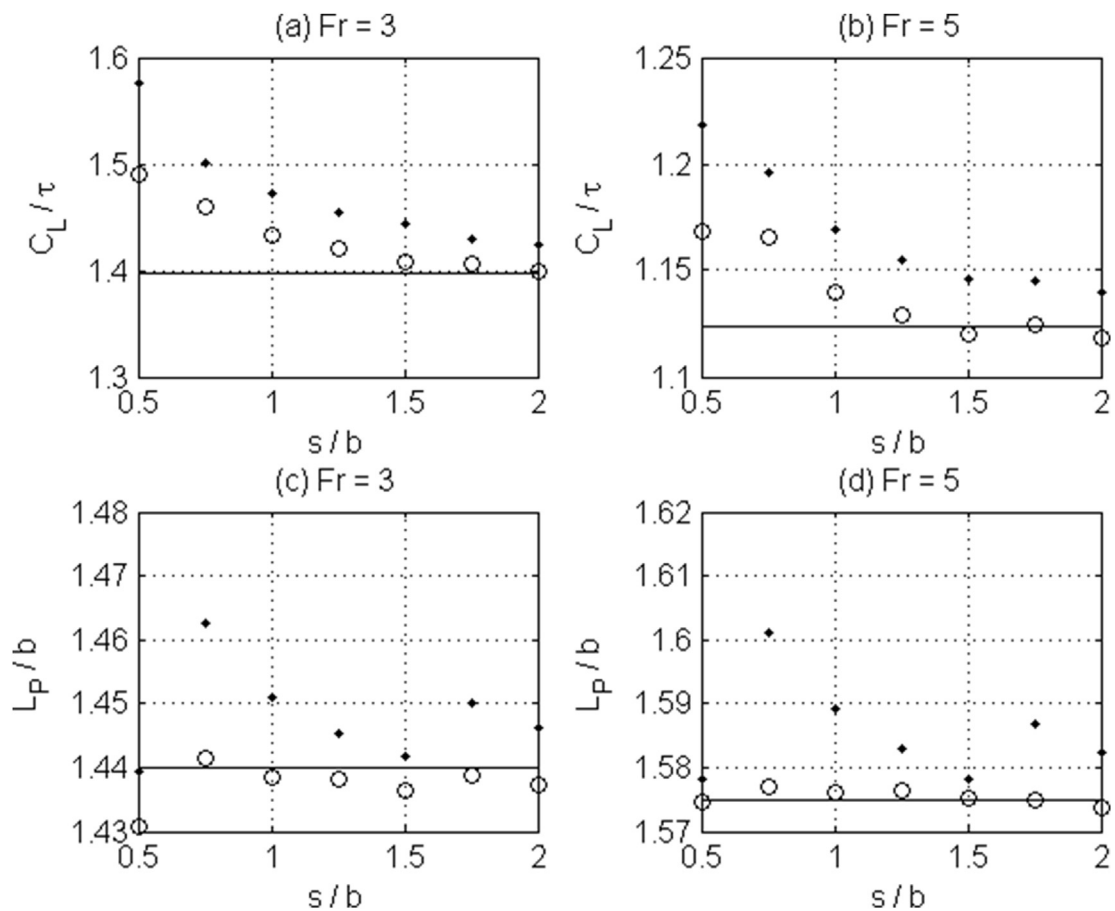 (a) Fr = 3
1.6
1.5
1.4
1.3
C_L / τ
0.5 1 1.5 2
s / b
(b) Fr = 5
1.25
1.2
1.15
1.1
C_L / τ
0.5 1 1.5 2
s / b
(c) Fr = 3
1.48
1.47
1.46
1.45
1.44
1.43
L_P / b
0.5 1 1.5 2
s / b
(d) Fr = 5
1.62
1.61
1.6
1.59
1.58
1.57
L_P / b
0.5 1 1.5 2
s / b